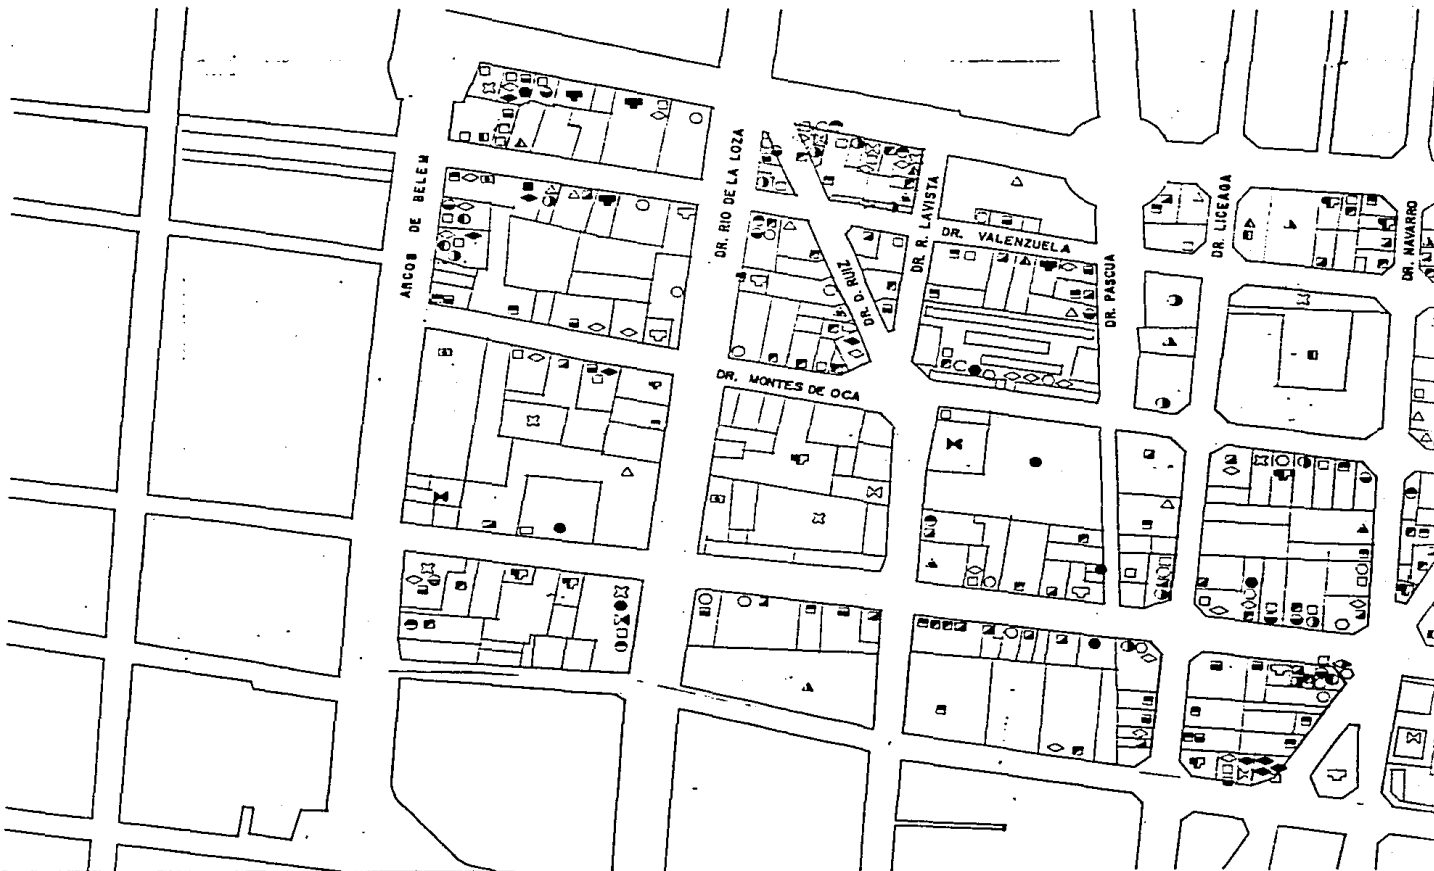 ARCOS DE BELEM
DR. RIO DE LA LOZA
DR. R. LAVISTA
DR. VALENZUELA
DR. O. RUIZ
DR. PASCUA
DR. LICEAGA
DR. NAVARRO
DR. MONTES DE OCA